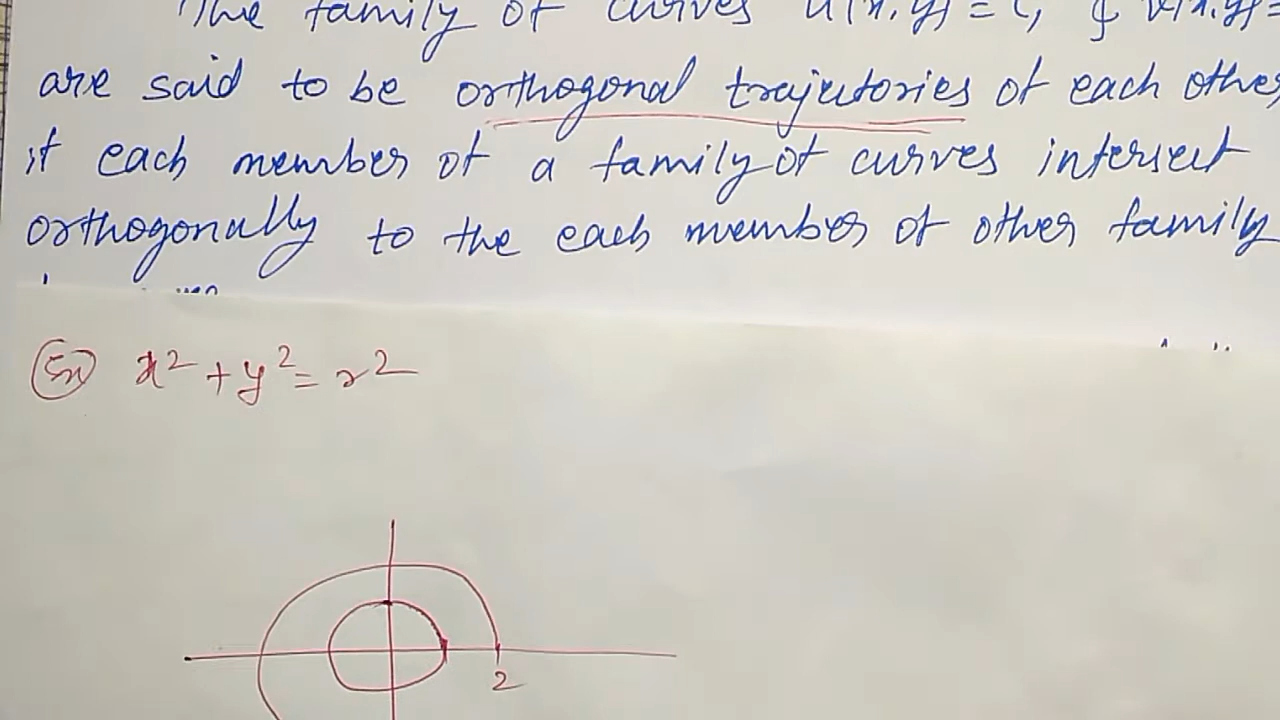 The family of curves u(x,y) = C, & v(x,y) =
are said to be orthogonal trajectories of each other
if each member of a family of curves intersect
orthogonally to the each member of other family
Ex x² + y² = r²
2